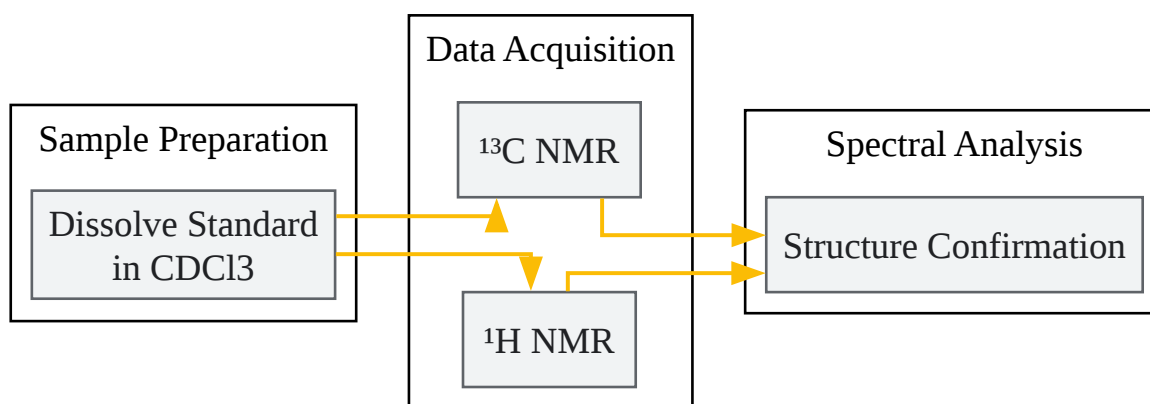 Sample Preparation
Dissolve Standard
in CDCl3
Data Acquisition
¹³C NMR
¹H NMR
Spectral Analysis
Structure Confirmation